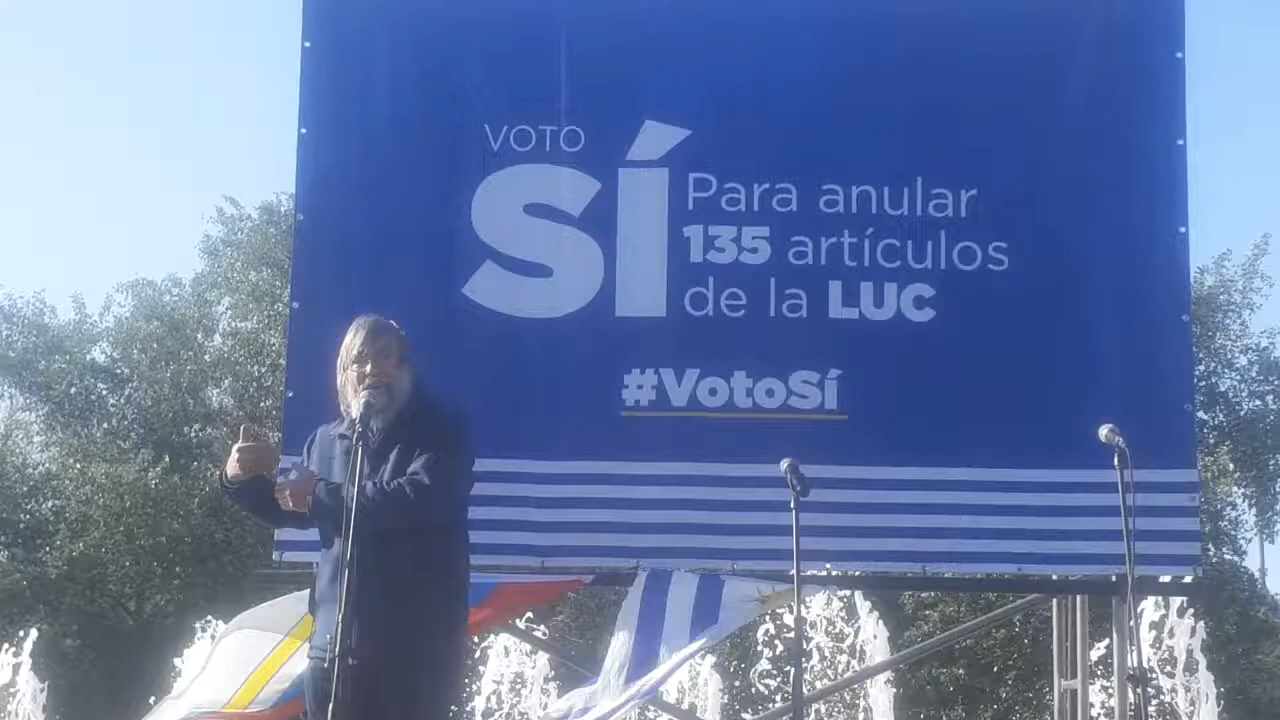 VOTO
SÍ
Para anular
135 artículos
de la LUC
#VotoSí